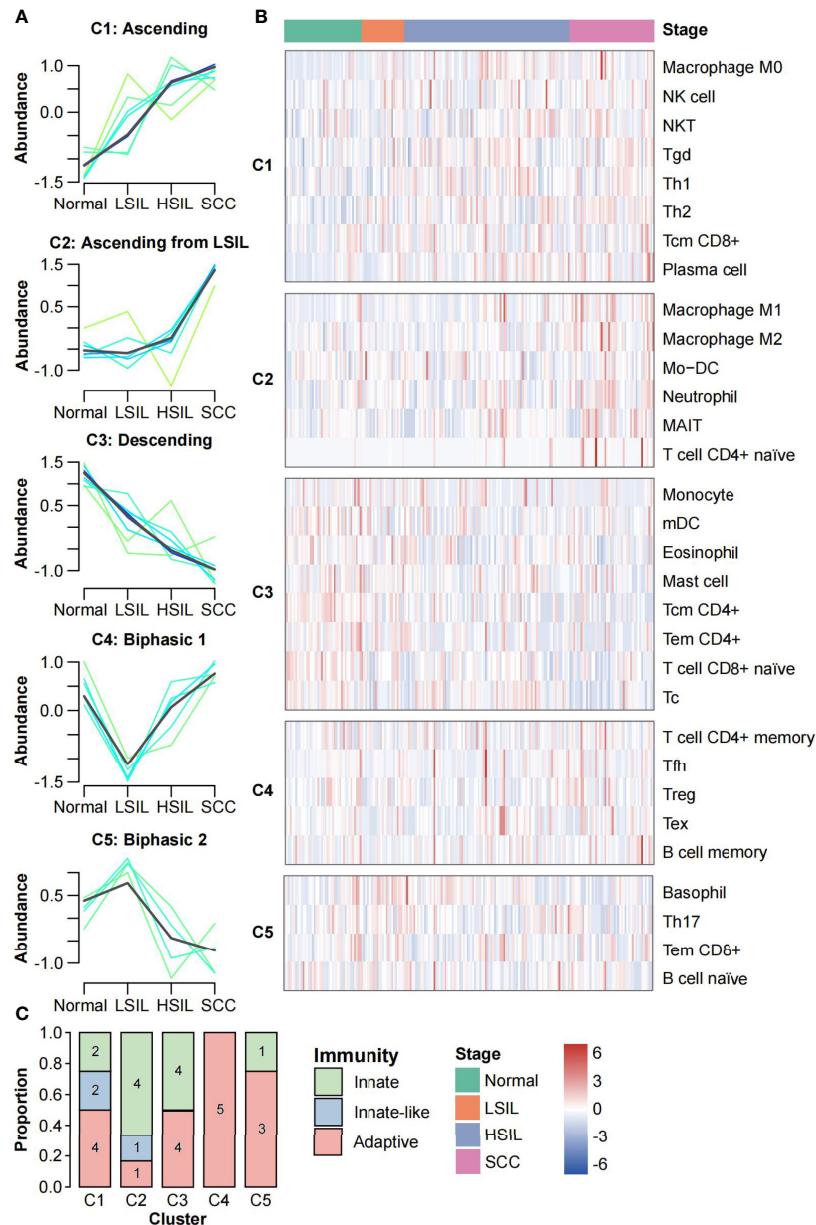 A
C1: Ascending
Abundance
1.0
0.0
-1.5
Normal LSIL HSIL SCC
C2: Ascending from LSIL
Abundance
1.5
0.5
-1.0
Normal LSIL HSIL SCC
C3: Descending
Abundance
1.5
0.5
-1.0
Normal LSIL HSIL SCC
C4: Biphasic 1
Abundance
1.0
0.0
-1.5
Normal LSIL HSIL SCC
C5: Biphasic 2
Abundance
0.5
-1.0
Normal LSIL HSIL SCC
B
Stage
C1
Macrophage M0
NK cell
NKT
Tgd
Th1
Th2
Tcm CD8+
Plasma cell
C2
Macrophage M1
Macrophage M2
Mo-DC
Neutrophil
MAIT
T cell CD4+ naïve
C3
Monocyte
mDC
Eosinophil
Mast cell
Tcm CD4+
Tem CD4+
T cell CD8+ naïve
Tc
C4
T cell CD4+ memory
Tfh
Treg
Tex
B cell memory
C5
Basophil
Th17
Tem CD8+
B cell naïve
C
Proportion
1.0
0.8
0.6
0.4
0.2
0.0
2
2
4
4
1
1
4
4
5
1
3
C1 C2 C3 C4 C5
Cluster
Immunity
Innate
Innate-like
Adaptive
Stage
Normal
LSIL
HSIL
SCC
6
3
0
-3
-6